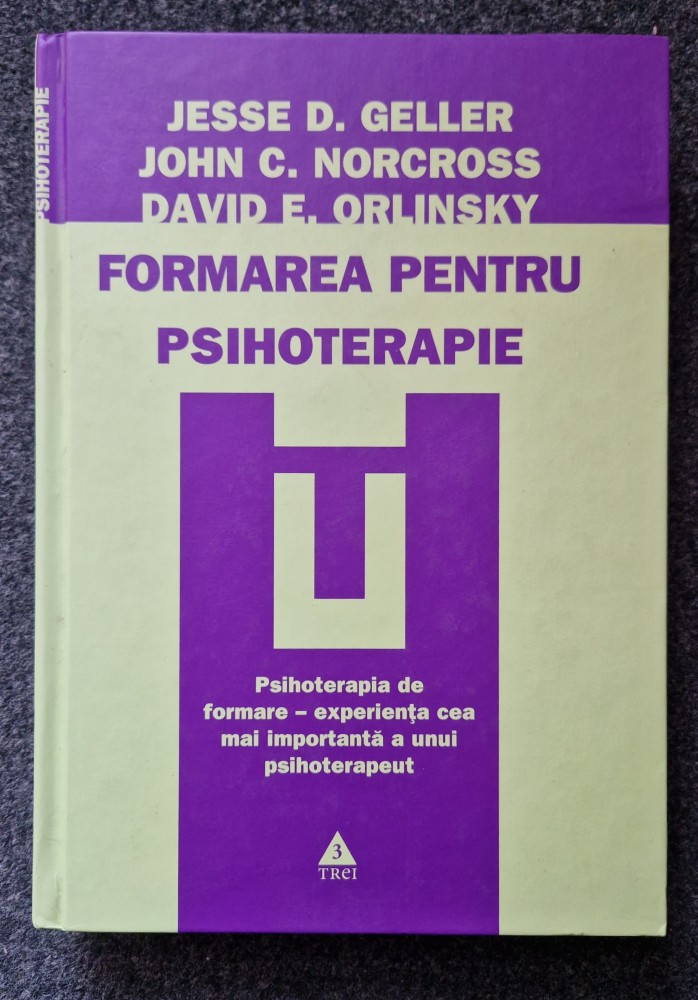 PSIHOTERAPIE
JESSE D. GELLER
JOHN C. NORCROSS
DAVID E. ORLINSKY
FORMAREA PENTRU
PSIHOTERAPIE
Psihoterapia de
formare – experienţa cea
mai importantă a unui
psihoterapeut
3
TREI